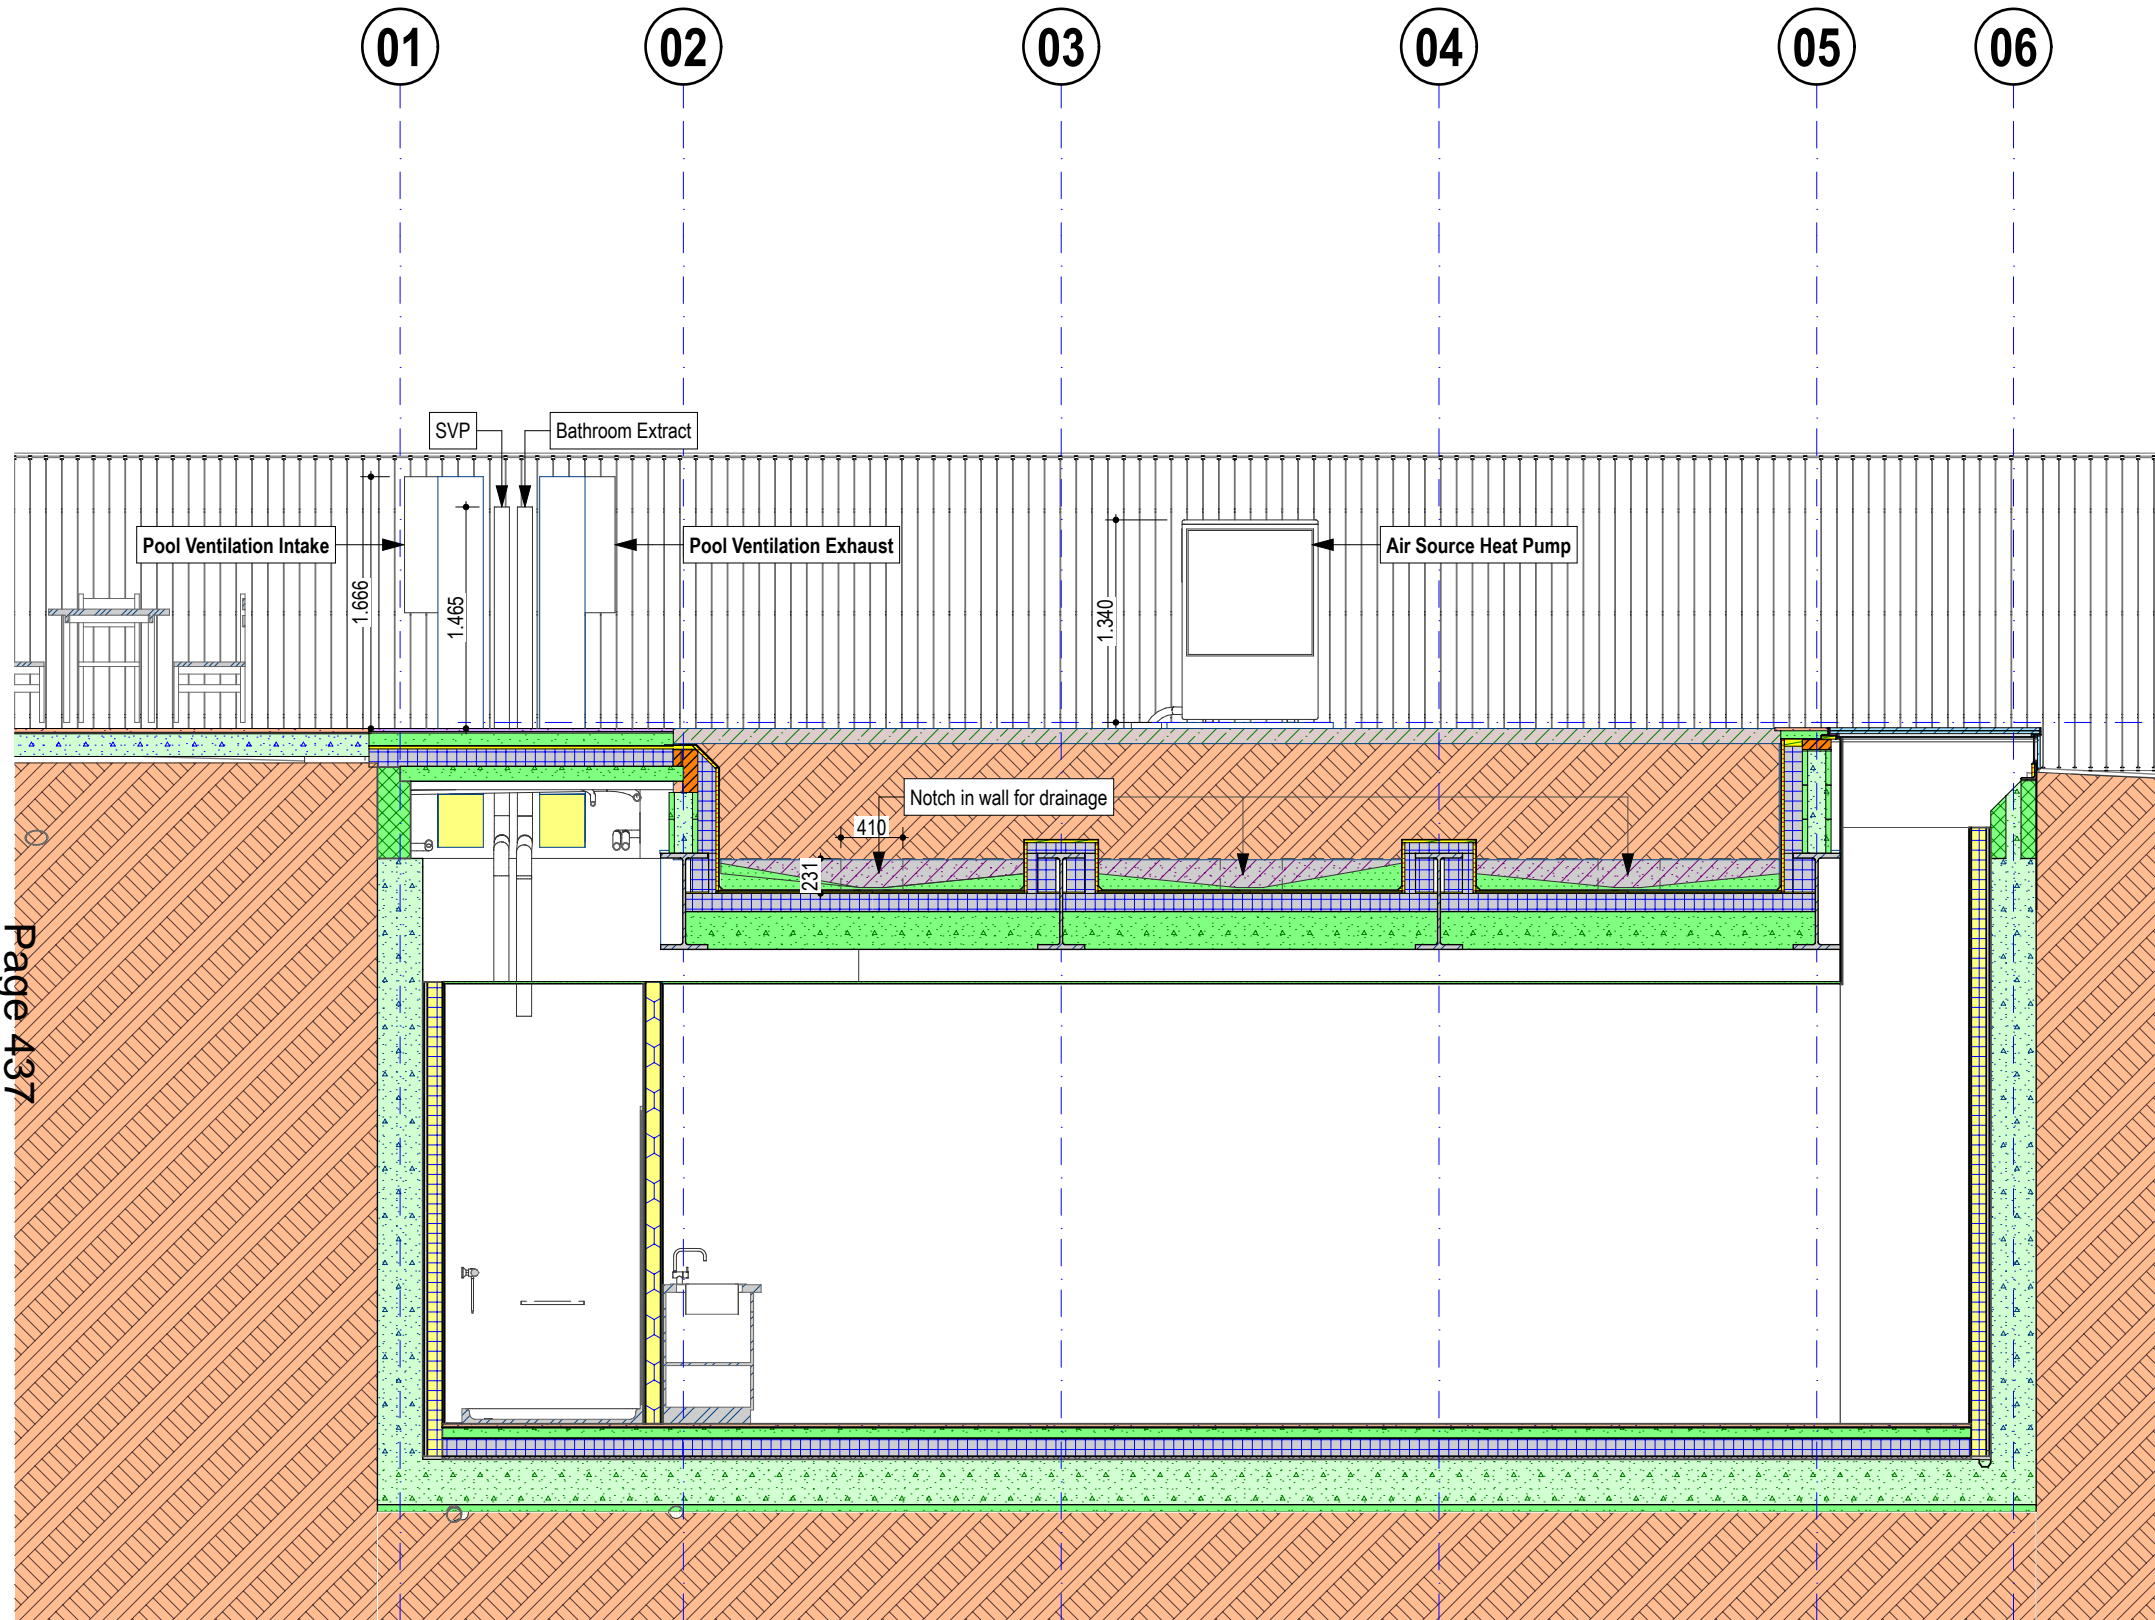 01
02
03
04
05
06
SVP
Bathroom Extract
Pool Ventilation Intake
Pool Ventilation Exhaust
Air Source Heat Pump
1.666
1.465
1.340
Notch in wall for drainage
410
231
Page 437